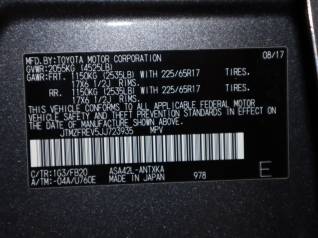 MFD.BY:TOYOTA MOTOR CORPORATION 08/17
GVWR:2055KG (4525LB)
GAWR:FRT. 1150KG (2535LB) WITH 225/65R17 TIRES.
17X6 1/2J RIMS.
RR. 1150KG (2535LB) WITH 225/65R17 TIRES.
17X6 1/2J RIMS.
THIS VEHICLE CONFORMS TO ALL APPLICABLE FEDERAL MOTOR
VEHICLE SAFETY AND THEFT PREVENTION STANDARDS IN EFFECT
ON THE DATE OF MANUFACTURE SHOWN ABOVE.
JTMZFREV5JJ723935 MPV
C/TR:1G3/FB20 ASA42L-ANTXKA
A/TM:-04A/U760E MADE IN JAPAN 978 E